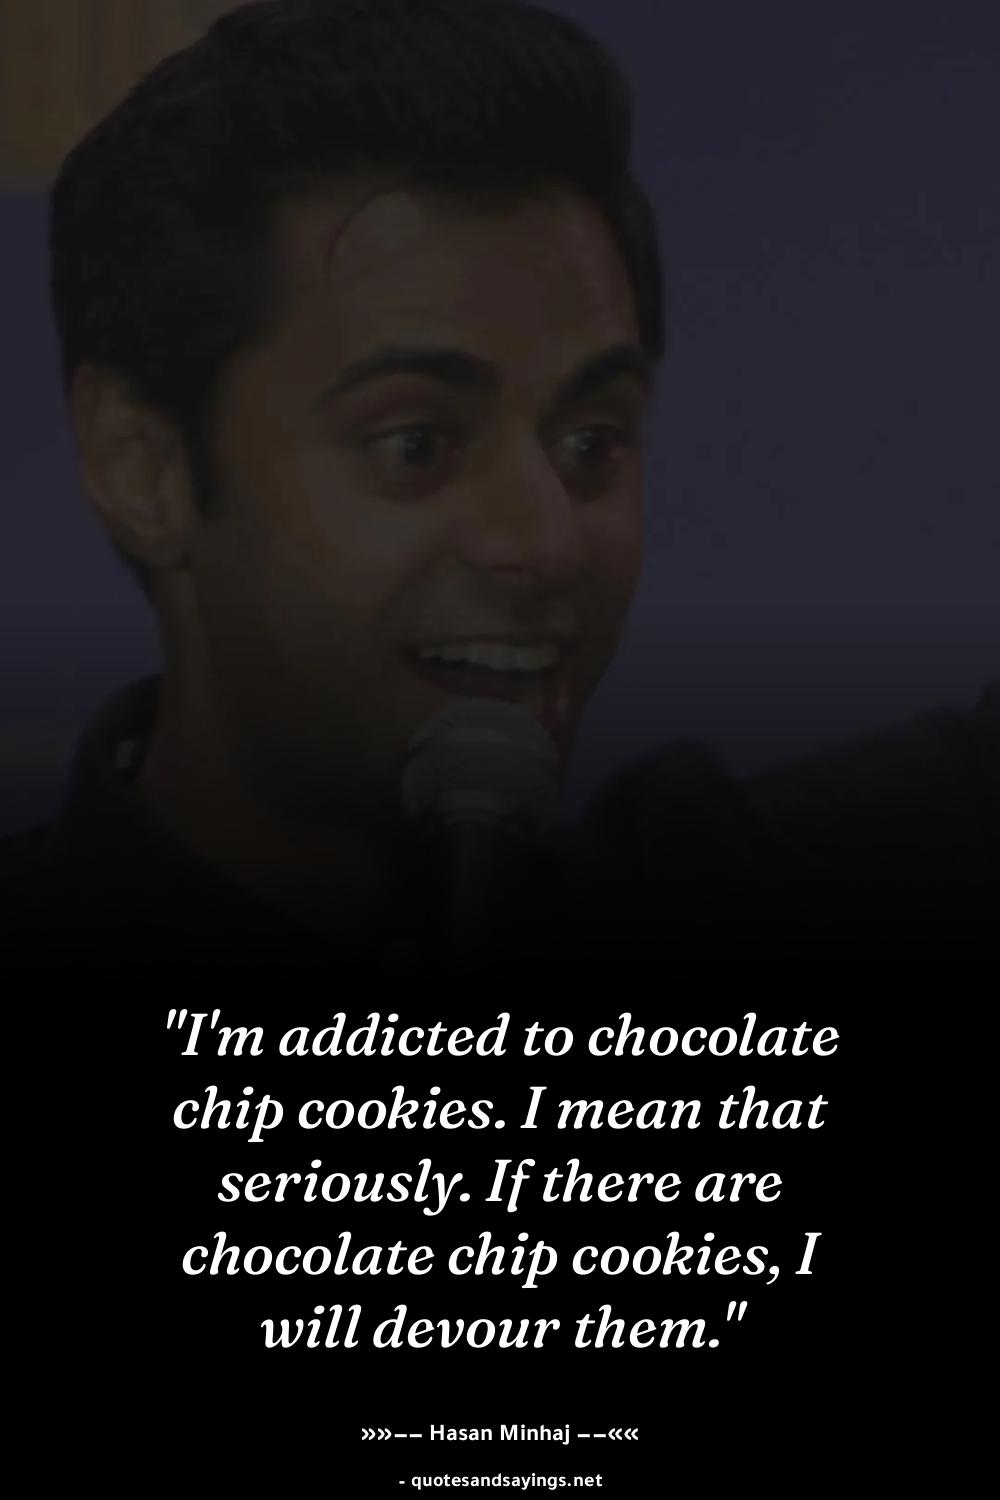 "I'm addicted to chocolate
chip cookies. I mean that
seriously. If there are
chocolate chip cookies, I
will devour them."
»»−− Hasan Minhaj −−««
- quotesandsayings.net